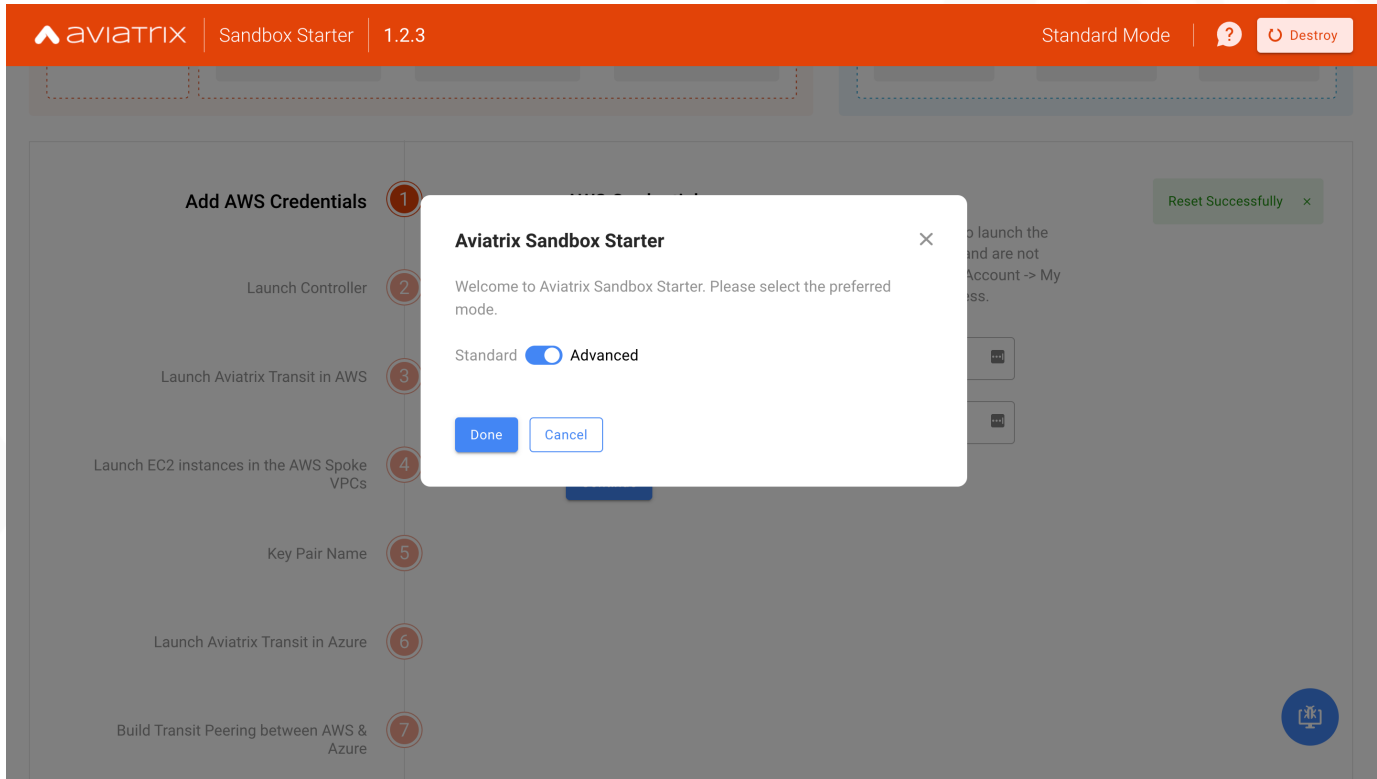 aviatrix Sandbox Starter 1.2.3 Standard Mode ? Destroy
Add AWS Credentials 1
Reset Successfully ×
Launch Controller 2
Launch Aviatrix Transit in AWS 3
Launch EC2 instances in the AWS Spoke
VPCs 4
Key Pair Name 5
Launch Aviatrix Transit in Azure 6
Build Transit Peering between AWS &
Azure 7
o launch the
and are not
Account -> My
ss.
Aviatrix Sandbox Starter
Welcome to Aviatrix Sandbox Starter. Please select the preferred
mode.
Standard Advanced
Done Cancel